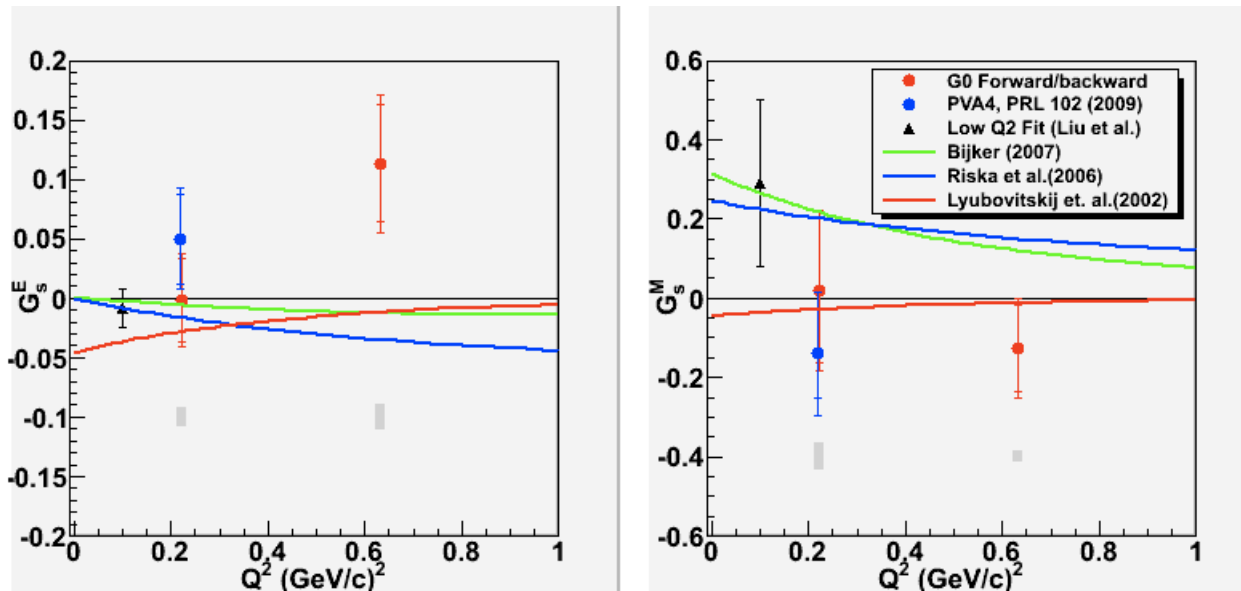 0.2
0.15
0.1
0.05
0
-0.05
-0.1
-0.15
-0.2
G_s^E
0 0.2 0.4 0.6 0.8 1
Q² (GeV/c)²
0.6
0.4
0.2
0
-0.2
-0.4
-0.6
G_s^M
G0 Forward/backward
PVA4, PRL 102 (2009)
Low Q2 Fit (Liu et al.)
Bijker (2007)
Riska et al.(2006)
Lyubovitskij et. al.(2002)
0 0.2 0.4 0.6 0.8 1
Q² (GeV/c)²